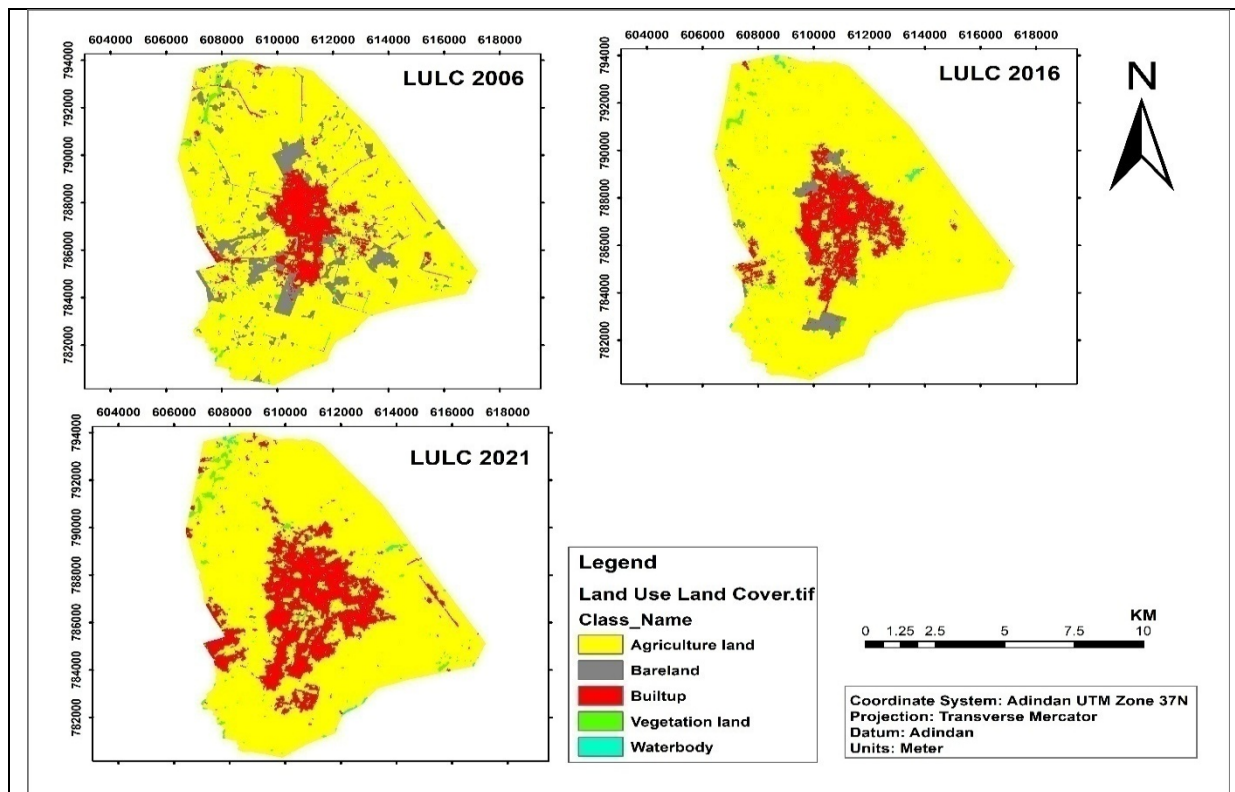 604000 606000 608000 610000 612000 614000 616000 618000
794000
792000
790000
788000
786000
784000
782000
LULC 2006
604000 606000 608000 610000 612000 614000 616000 618000
794000
792000
790000
788000
786000
784000
782000
LULC 2016
N
604000 606000 608000 610000 612000 614000 616000 618000
794000
792000
790000
788000
786000
784000
782000
LULC 2021
Legend
Land Use Land Cover.tif
Class_Name
Agriculture land
Bareland
Builtup
Vegetation land
Waterbody
KM
0 1.25 2.5 5 7.5 10
Coordinate System: Adindan UTM Zone 37N
Projection: Transverse Mercator
Datum: Adindan
Units: Meter